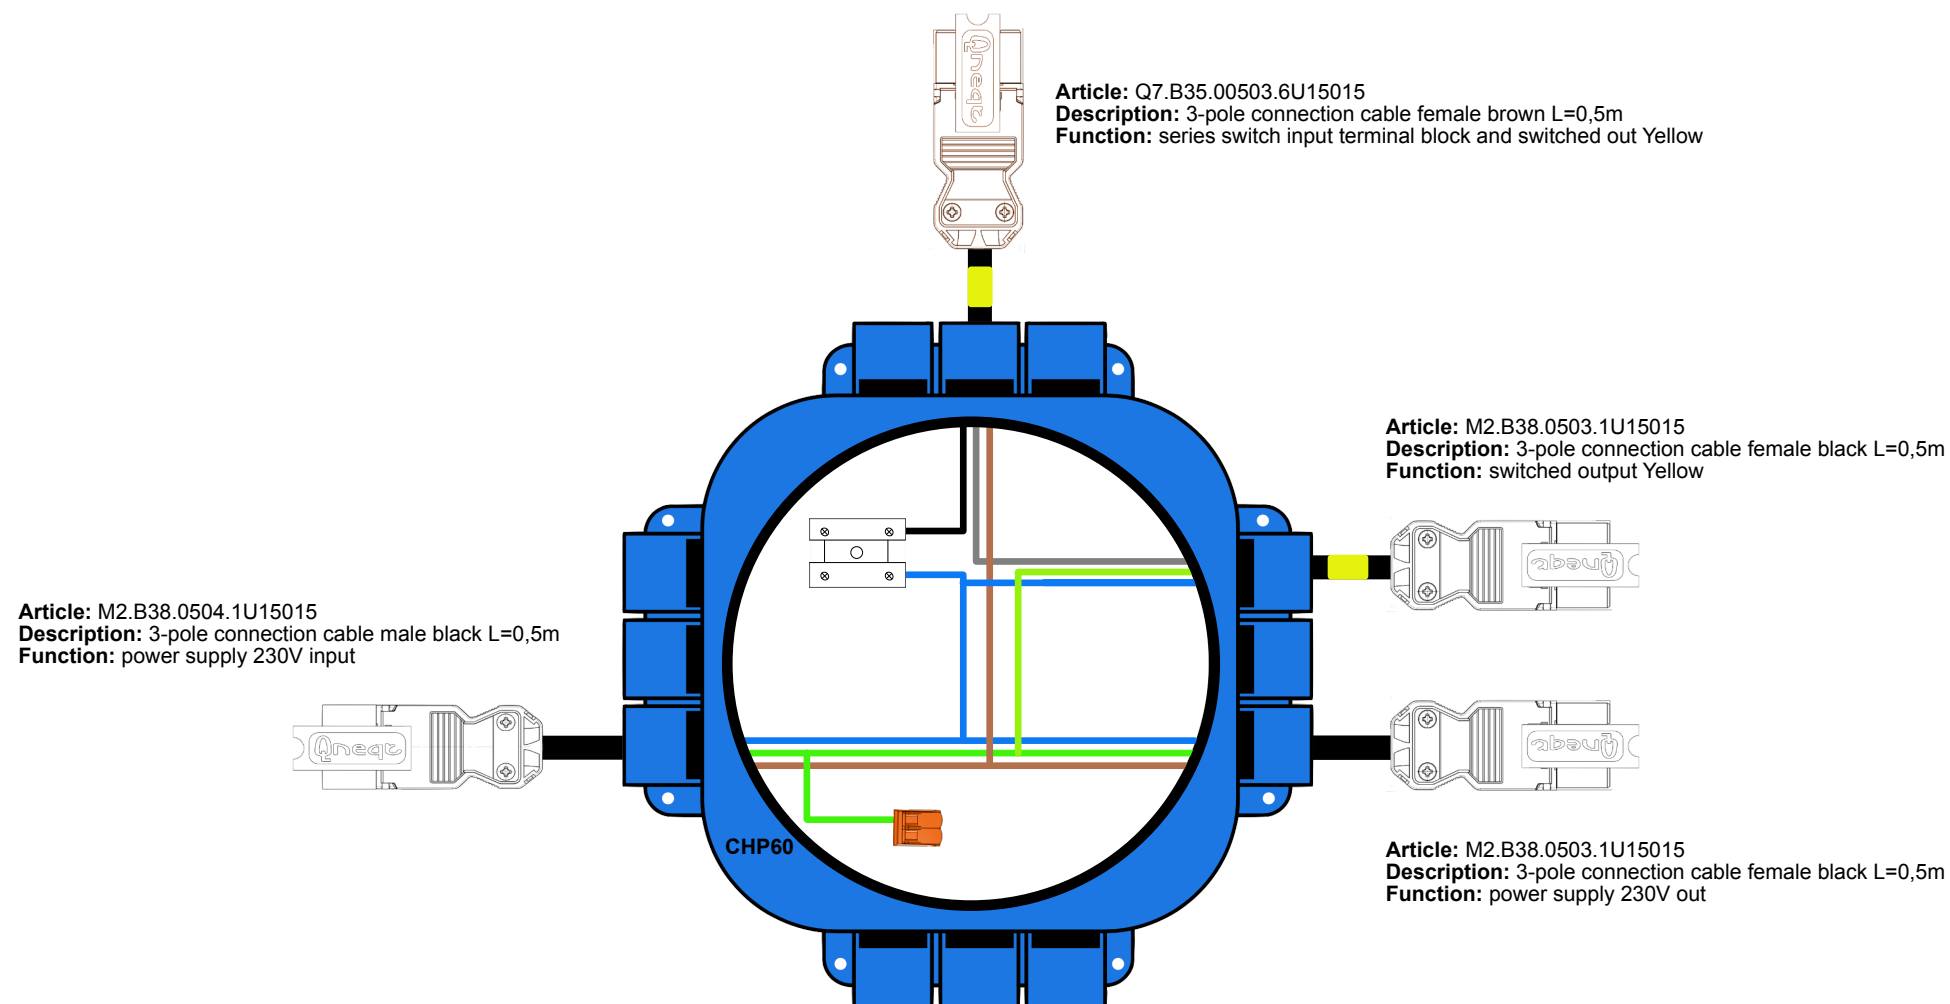 Article: Q7.B35.00503.6U15015
Description: 3-pole connection cable female brown L=0,5m
Function: series switch input terminal block and switched out Yellow
Article: M2.B38.0503.1U15015
Description: 3-pole connection cable female black L=0,5m
Function: switched output Yellow
Article: M2.B38.0504.1U15015
Description: 3-pole connection cable male black L=0,5m
Function: power supply 230V input
CHP60
Article: M2.B38.0503.1U15015
Description: 3-pole connection cable female black L=0,5m
Function: power supply 230V out